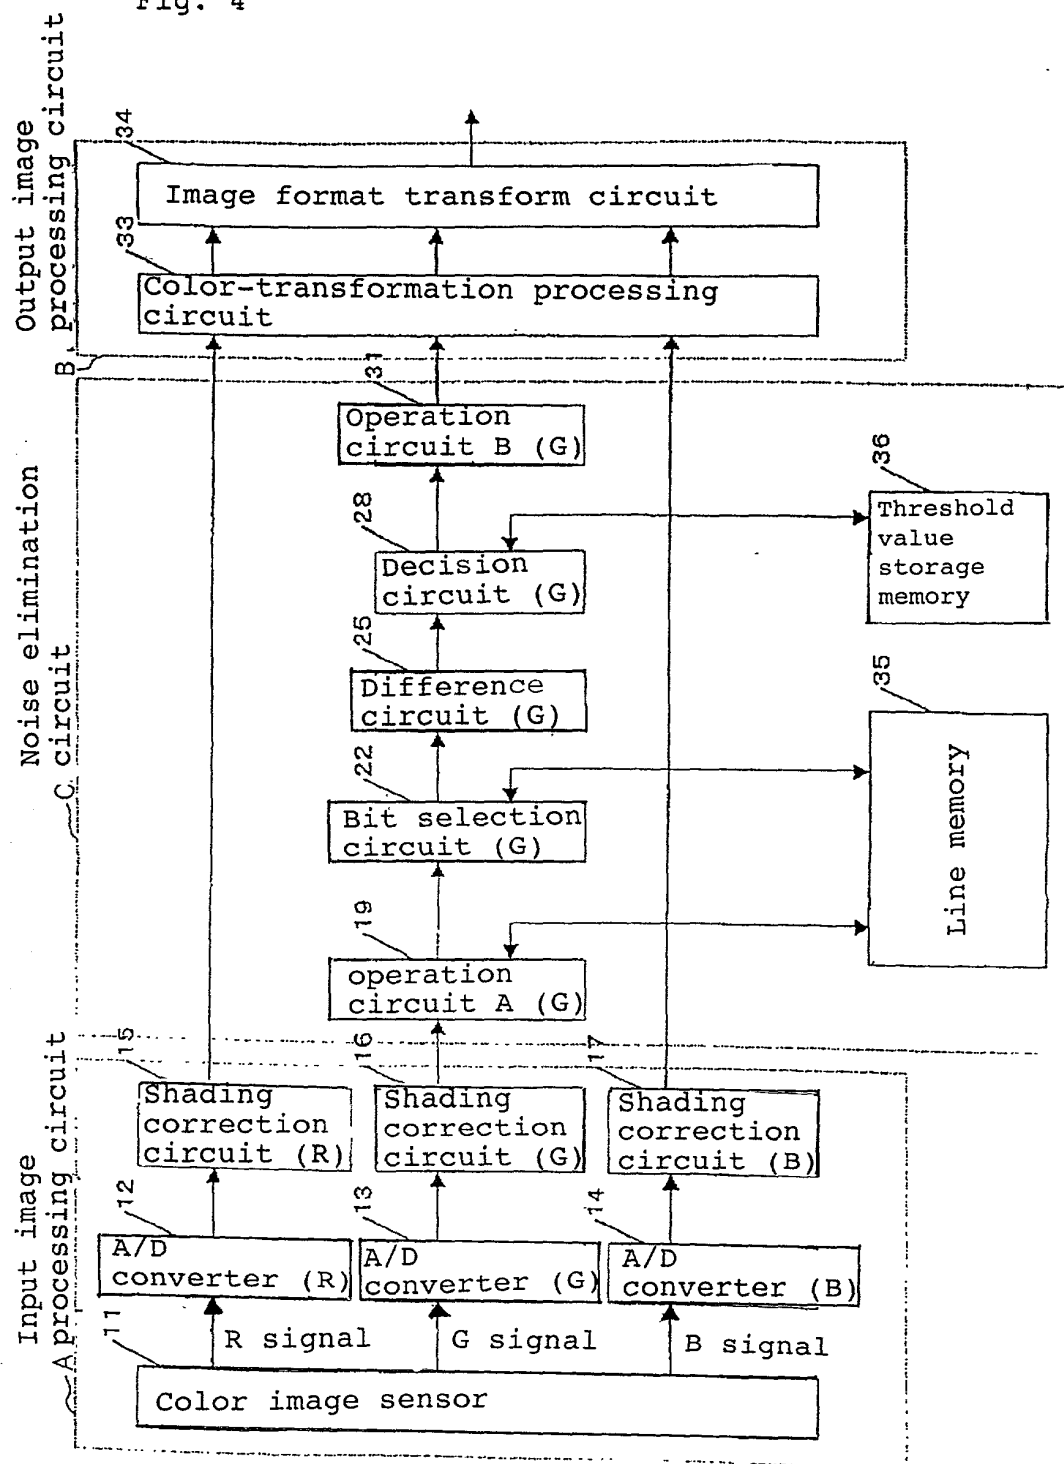 Fig. 4
Output image
processing circuit
B
34
Image format transform circuit
33
Color-transformation processing
circuit
Noise elimination
circuit
C
31
Operation
circuit B (G)
28
Decision
circuit (G)
36
Threshold
value
storage
memory
25
Difference
circuit (G)
22
Bit selection
circuit (G)
35
Line memory
19
operation
circuit A (G)
Input image
processing circuit
A
15
Shading
correction
circuit (R)
16
Shading
correction
circuit (G)
17
Shading
correction
circuit (B)
12
A/D
converter (R)
13
A/D
converter (G)
14
A/D
converter (B)
R signal
G signal
B signal
11
Color image sensor